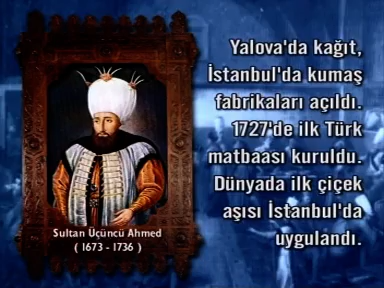 Yalova'da kağıt,
İstanbul'da kumaş
fabrikaları açıldı.
1727'de ilk Türk
matbaası kuruldu.
Dünyada ilk çiçek
aşısı İstanbul'da
uygulandı.
Sultan Üçüncü Ahmed
( 1673 - 1736 )